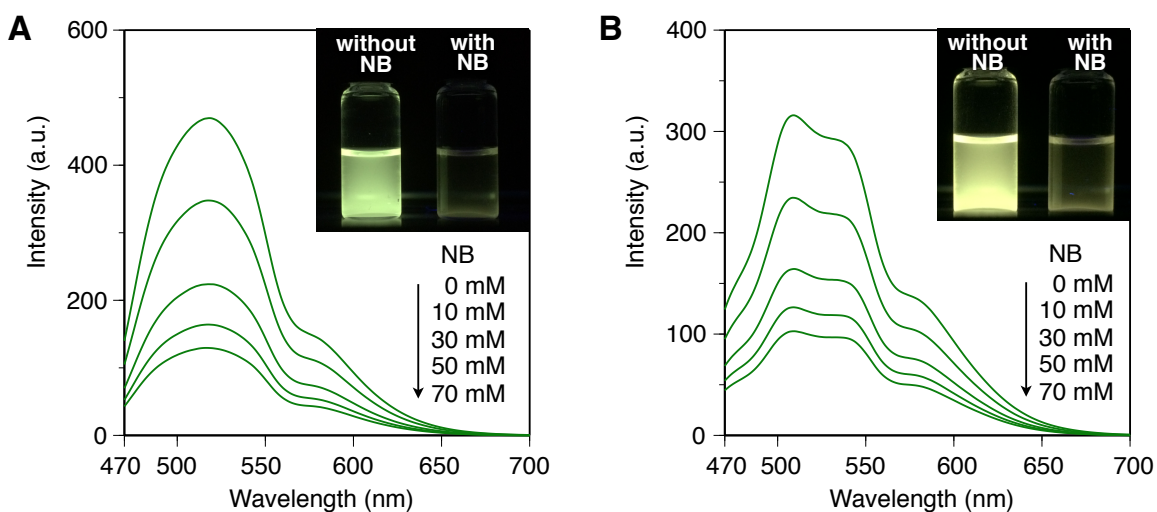 A
600
400
200
0
Intensity (a.u.)
470 500 550 600 650 700
Wavelength (nm)
without
NB
with
NB
NB
0 mM
10 mM
30 mM
50 mM
70 mM
B
400
300
200
100
0
Intensity (a.u.)
470 500 550 600 650 700
Wavelength (nm)
without
NB
with
NB
NB
0 mM
10 mM
30 mM
50 mM
70 mM